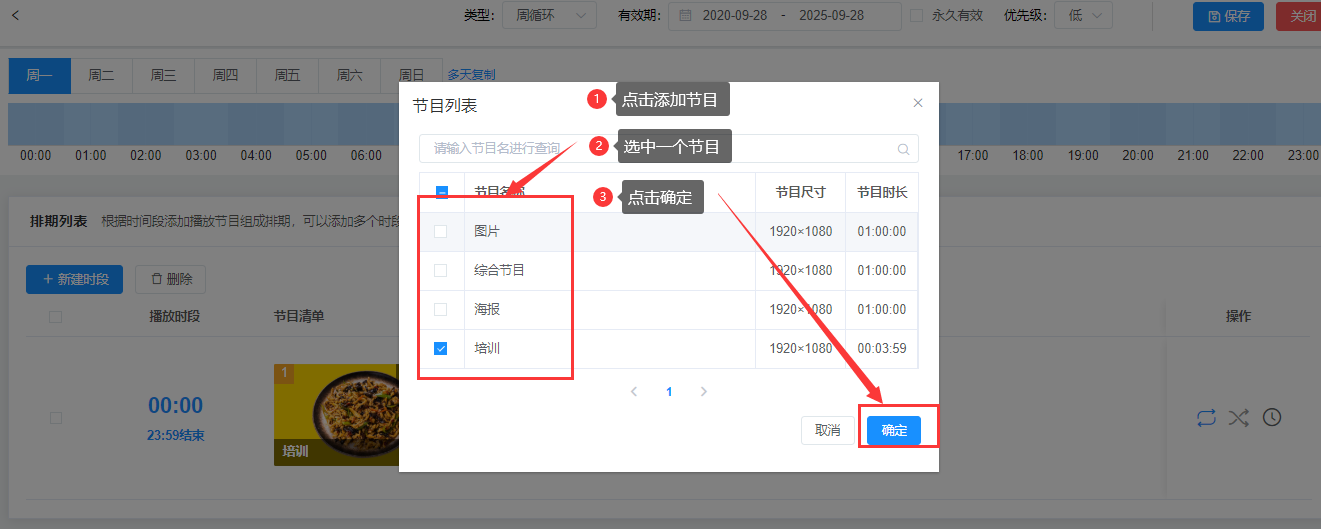 类型: 周循环 有效期: 2020-09-28 - 2025-09-28 永久有效 优先级: 低 保存 关闭
周一 周二 周三 周四 周五 周六 周日 多天复制
00:00 01:00 02:00 03:00 04:00 05:00 06:00 17:00 18:00 19:00 20:00 21:00 22:00 23:00
节目列表
1 点击添加节目
请输入节目名进行查询
2 选中一个节目
节目名称 节目尺寸 节目时长
3 点击确定
图片 1920×1080 01:00:00
综合节目 1920×1080 01:00:00
海报 1920×1080 01:00:00
培训 1920×1080 00:03:59
1
取消 确定
排期列表 根据时间段添加播放节目组成排期，可以添加多个时段
+ 新建时段 删除
播放时段 节目清单 操作
1
00:00
23:59结束
培训